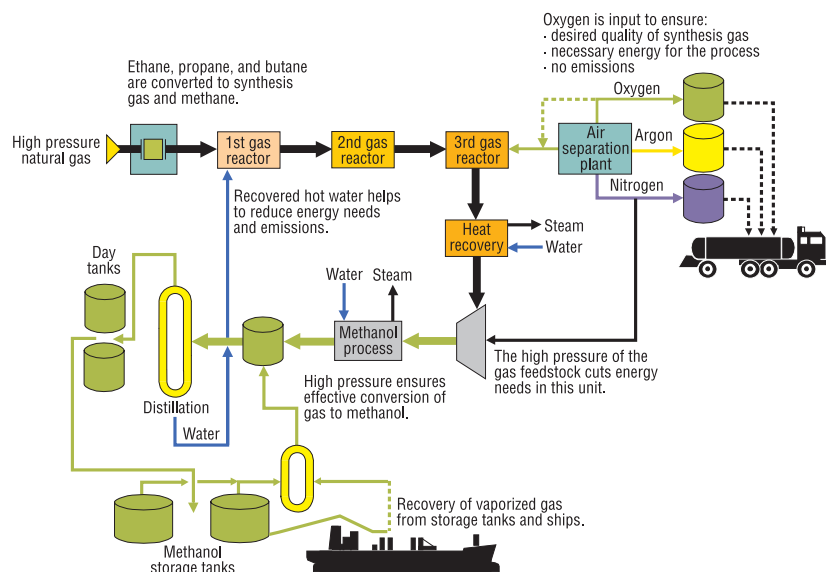 Oxygen is input to ensure:
· desired quality of synthesis gas
· necessary energy for the process
· no emissions
Ethane, propane, and butane
are converted to synthesis
gas and methane.
Oxygen
High pressure
natural gas
1st gas
reactor
2nd gas
reactor
3rd gas
reactor
Air
separation
plant
Argon
Nitrogen
Recovered hot water helps
to reduce energy needs
and emissions.
Heat
recovery
Steam
Water
Day
tanks
Water
Steam
Methanol
process
The high pressure of the
gas feedstock cuts energy
needs in this unit.
High pressure ensures
effective conversion of
gas to methanol.
Distillation
Water
Recovery of vaporized gas
from storage tanks and ships.
Methanol
storage tanks